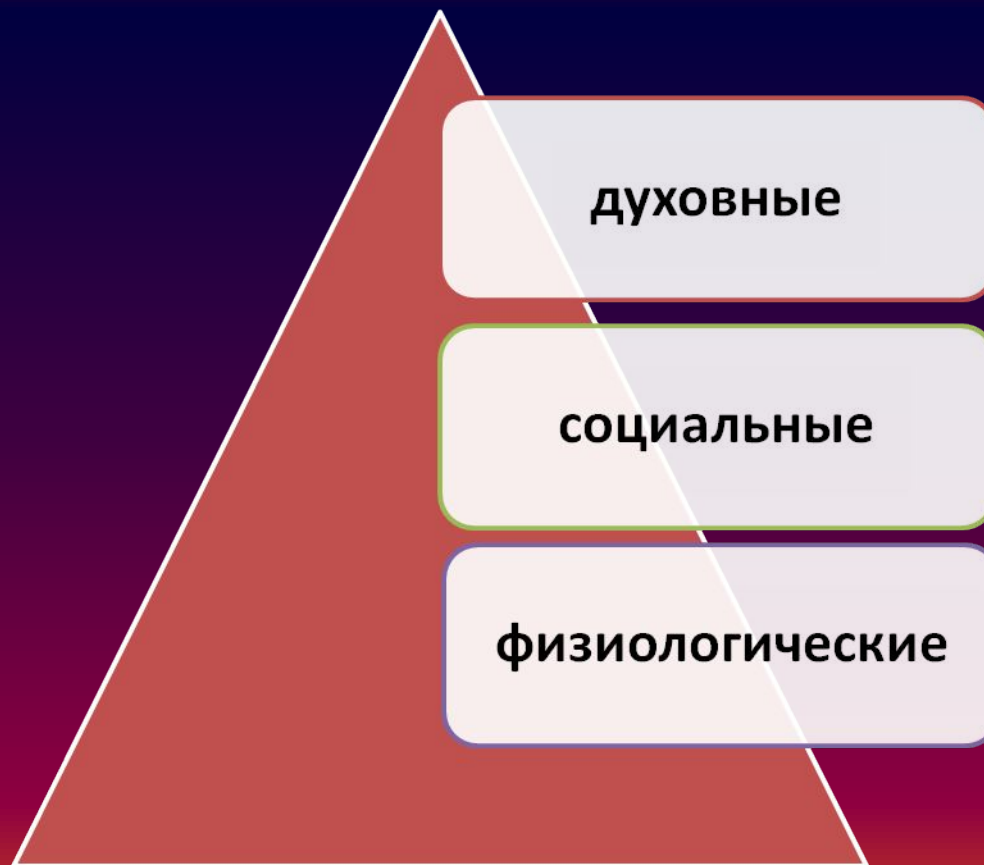 духовные
социальные
физиологические